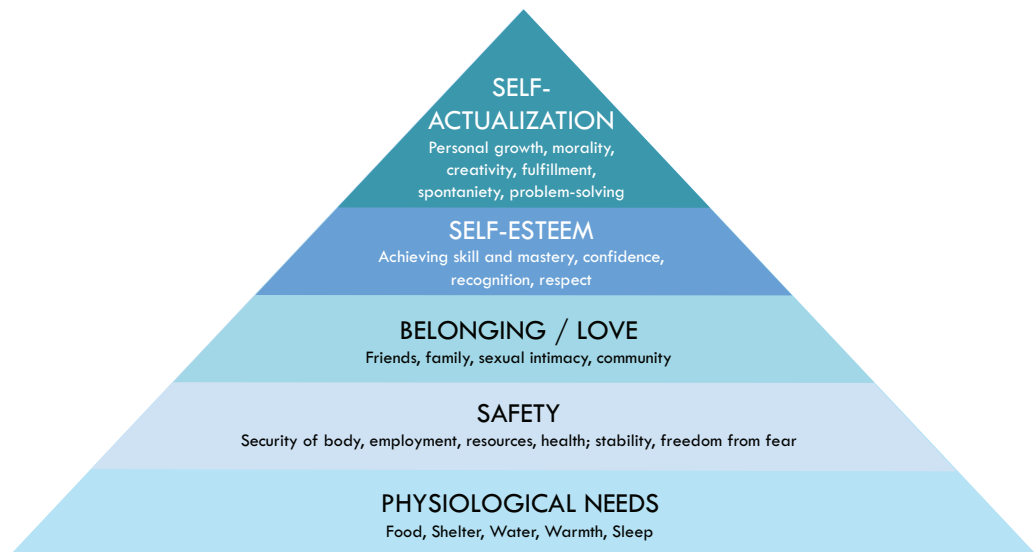 SELF-
ACTUALIZATION
Personal growth, morality,
creativity, fulfillment,
spontaniety, problem-solving
SELF-ESTEEM
Achieving skill and mastery, confidence,
recognition, respect
BELONGING / LOVE
Friends, family, sexual intimacy, community
SAFETY
Security of body, employment, resources, health; stability, freedom from fear
PHYSIOLOGICAL NEEDS
Food, Shelter, Water, Warmth, Sleep